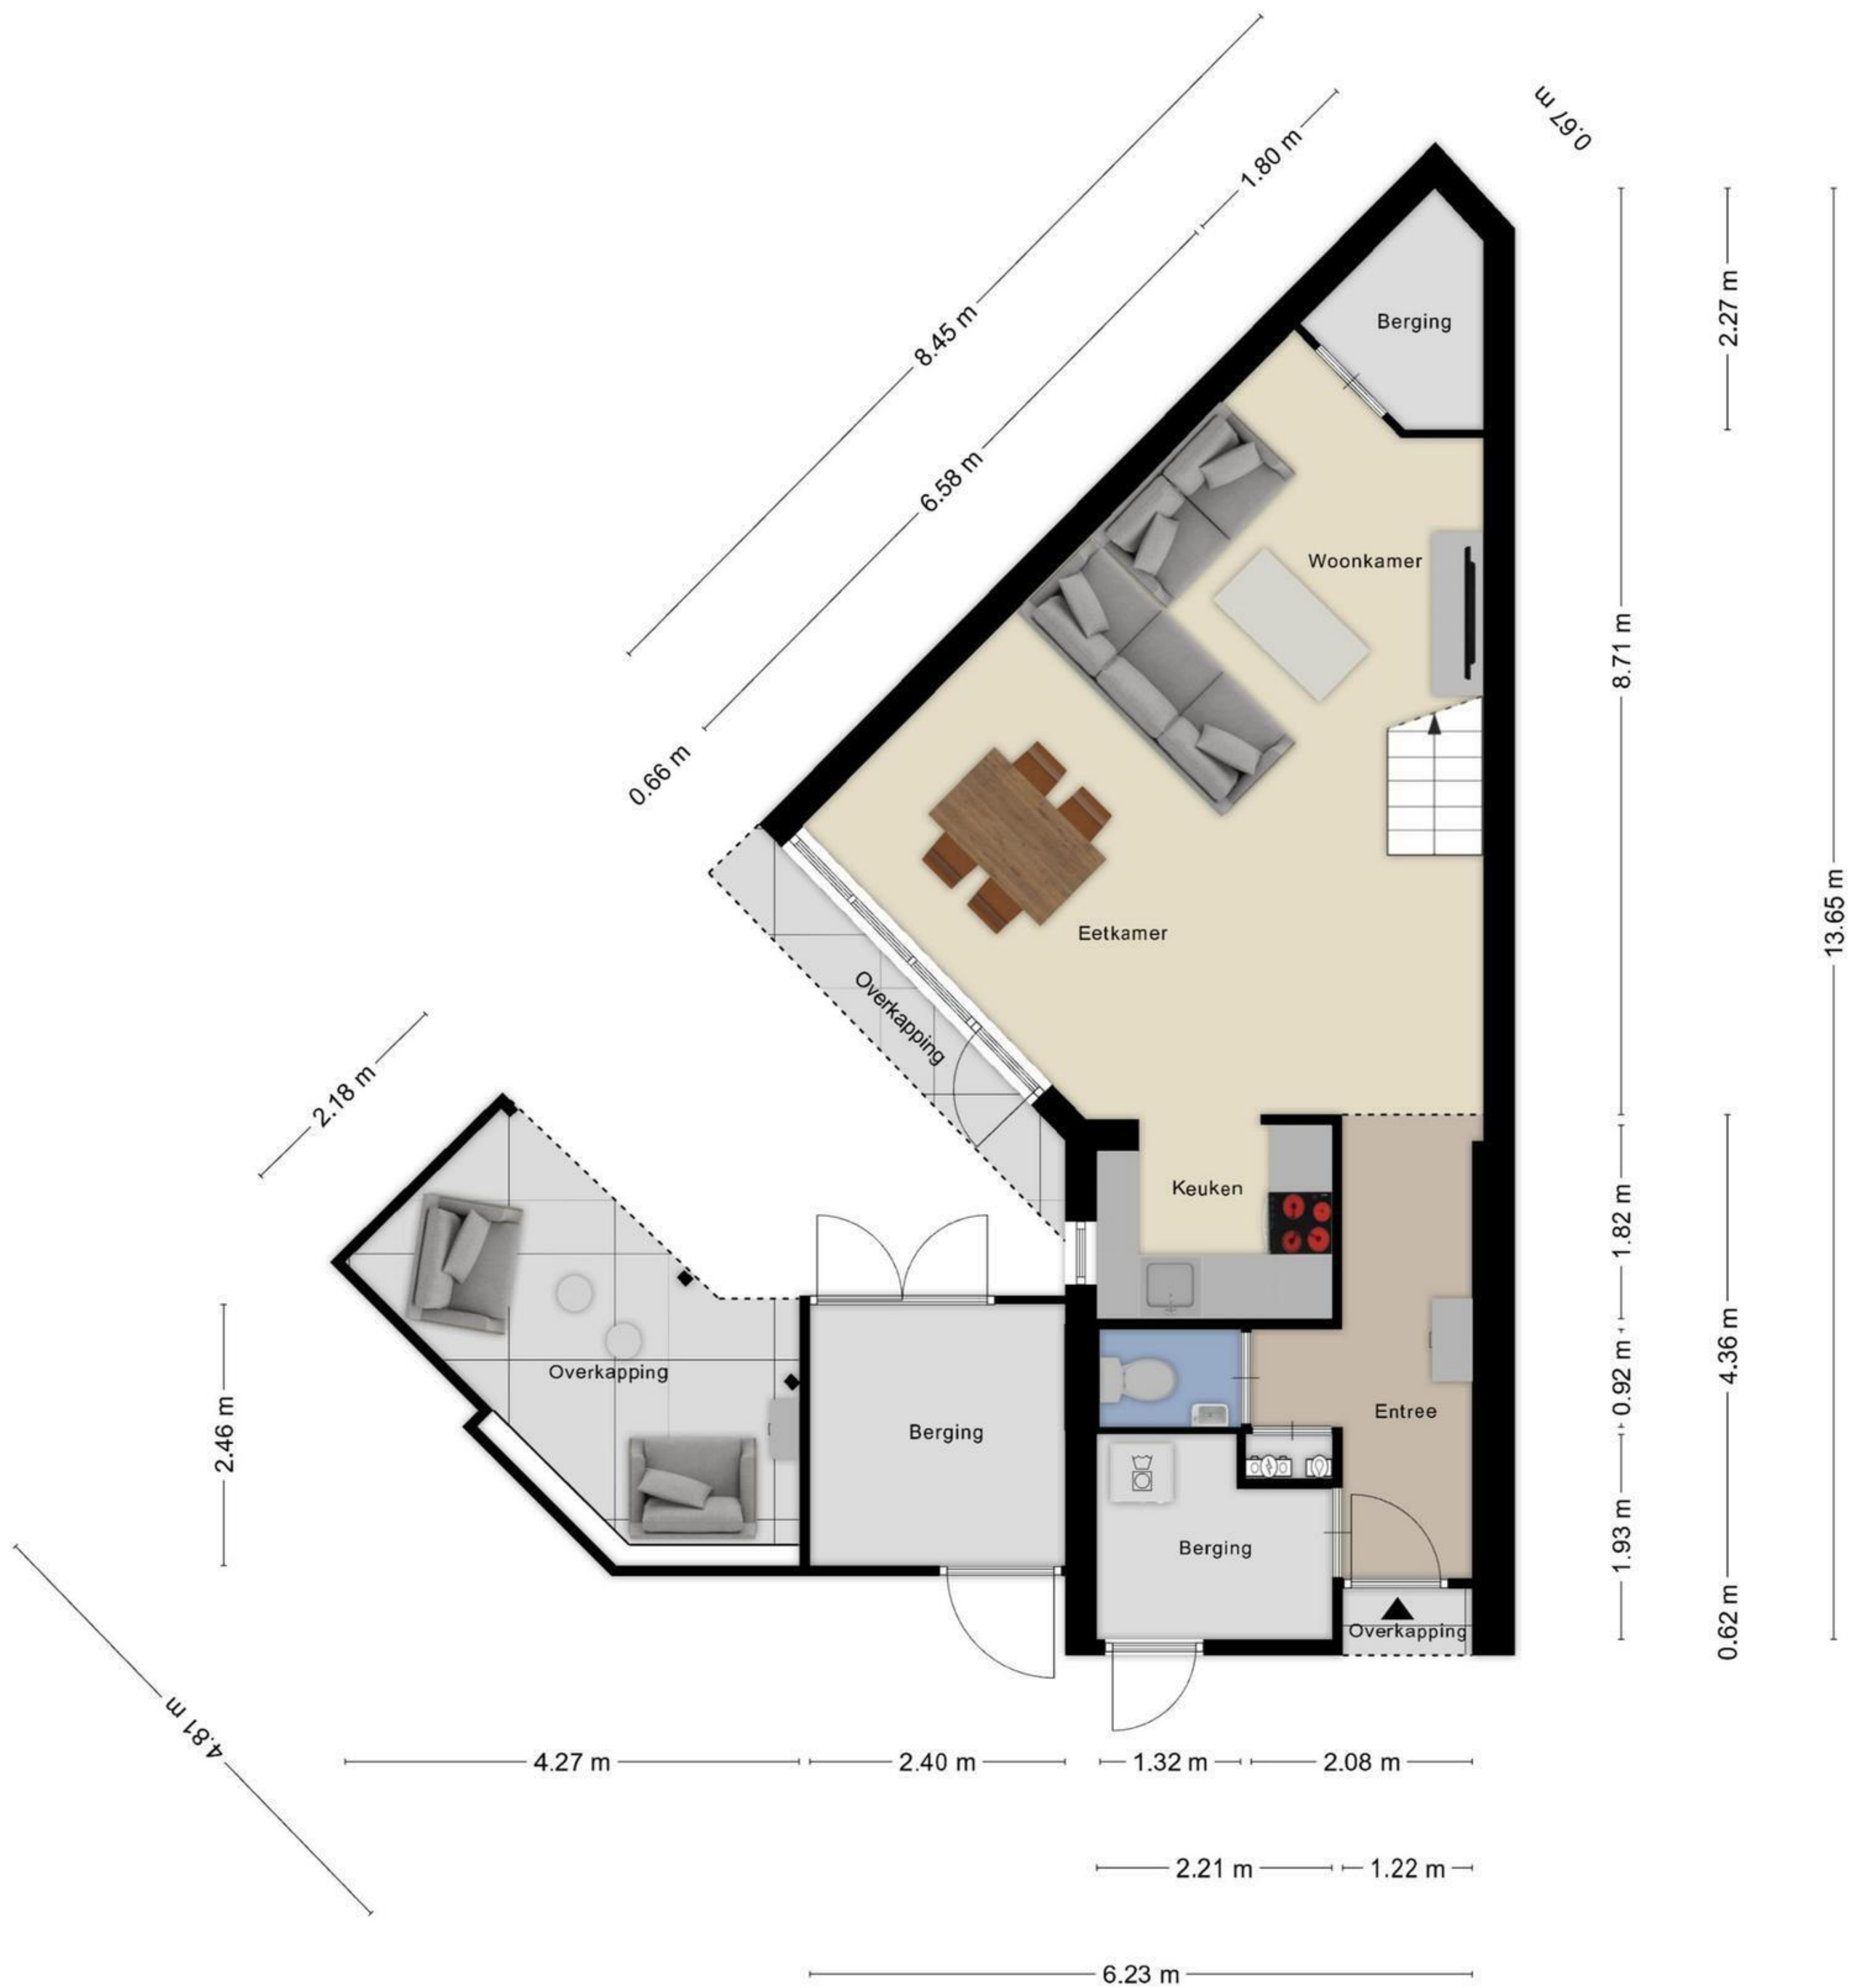 0.67 m
1.80 m
8.45 m
6.58 m
0.66 m
2.27 m
8.71 m
13.65 m
Berging
Woonkamer
Eetkamer
Overkapping
2.18 m
Keuken
1.82 m
Overkapping
Berging
Entree
0.92 m
4.36 m
2.46 m
Berging
1.93 m
Overkapping
0.62 m
4.81 m
4.27 m
2.40 m
1.32 m
2.08 m
2.21 m
1.22 m
6.23 m